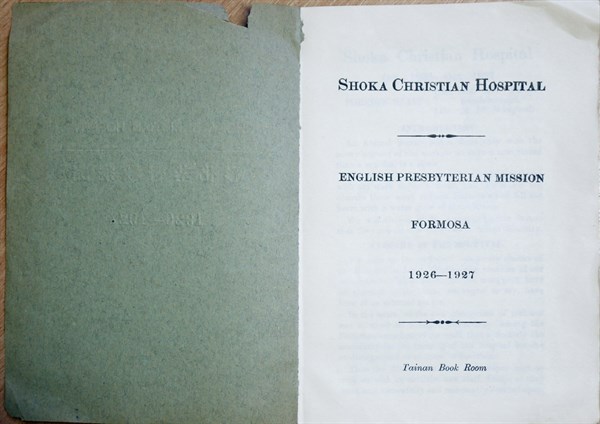 SHOKA CHRISTIAN HOSPITAL
ENGLISH PRESBYTERIAN MISSION
FORMOSA
1926—1927
Tainan Book Room